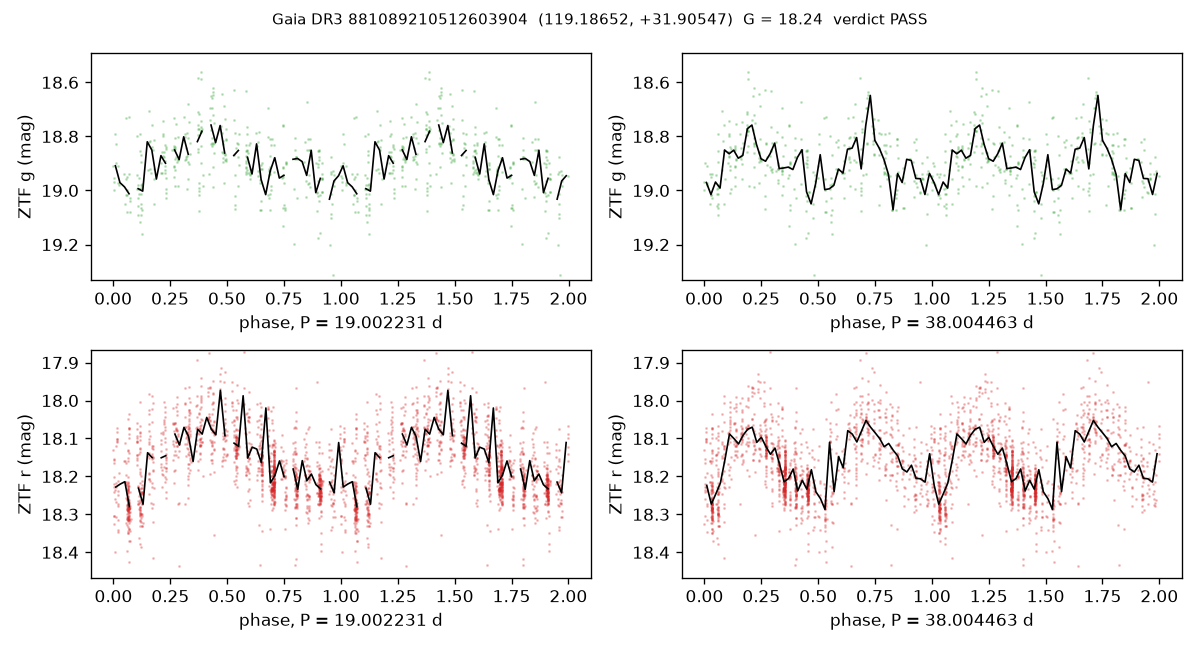 Gaia DR3 881089210512603904  (119.18652, +31.90547)  G = 18.24  verdict PASS
ZTF g (mag)
18.6
18.8
19.0
19.2
0.00 0.25 0.50 0.75 1.00 1.25 1.50 1.75 2.00
phase, P = 19.002231 d
ZTF g (mag)
18.6
18.8
19.0
19.2
0.00 0.25 0.50 0.75 1.00 1.25 1.50 1.75 2.00
phase, P = 38.004463 d
ZTF r (mag)
17.9
18.0
18.1
18.2
18.3
18.4
0.00 0.25 0.50 0.75 1.00 1.25 1.50 1.75 2.00
phase, P = 19.002231 d
ZTF r (mag)
17.9
18.0
18.1
18.2
18.3
18.4
0.00 0.25 0.50 0.75 1.00 1.25 1.50 1.75 2.00
phase, P = 38.004463 d